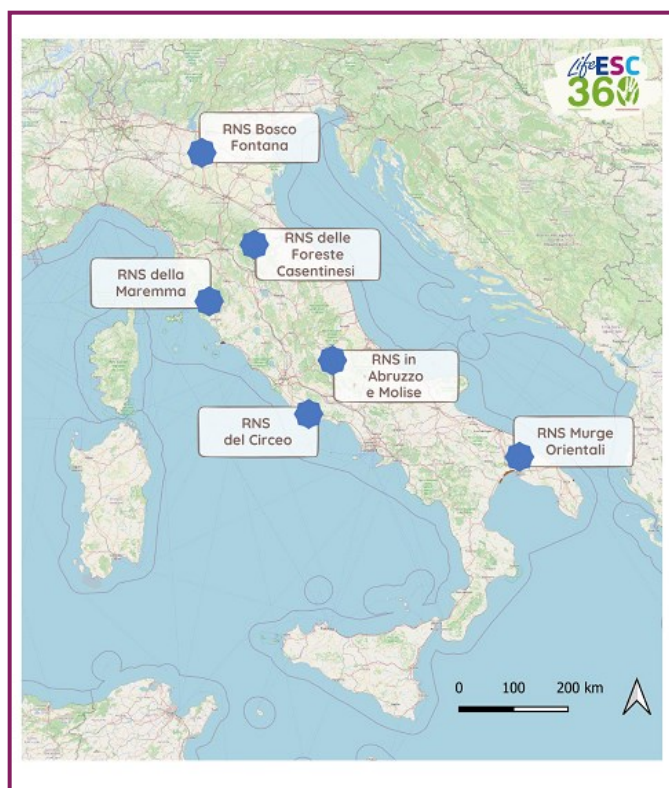 Life ESC
360
RNS Bosco
Fontana
RNS delle
Foreste
Casentinesi
RNS della
Maremma
RNS in
Abruzzo
e Molise
RNS
del Circeo
RNS Murge
Orientali
0 100 200 km